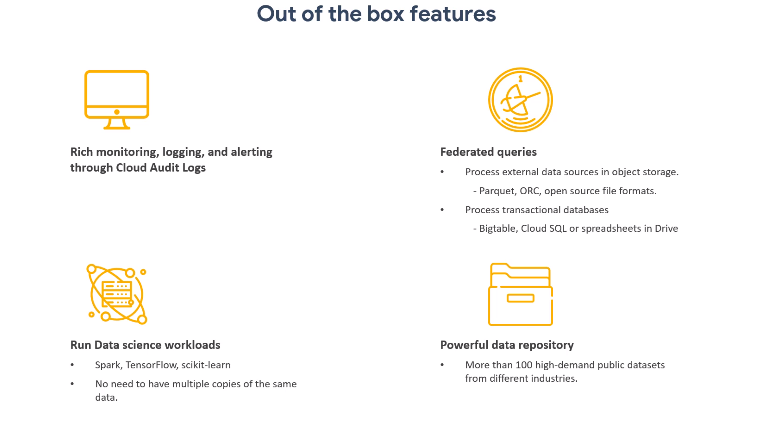 Out of the box features
Rich monitoring, logging, and alerting
through Cloud Audit Logs
1
Federated queries
• Process external data sources in object storage.
- Parquet, ORC, open source file formats.
• Process transactional databases
- Bigtable, Cloud SQL or spreadsheets in Drive
Run Data science workloads
• Spark, TensorFlow, scikit-learn
• No need to have multiple copies of the same
data.
Powerful data repository
• More than 100 high-demand public datasets
from different industries.